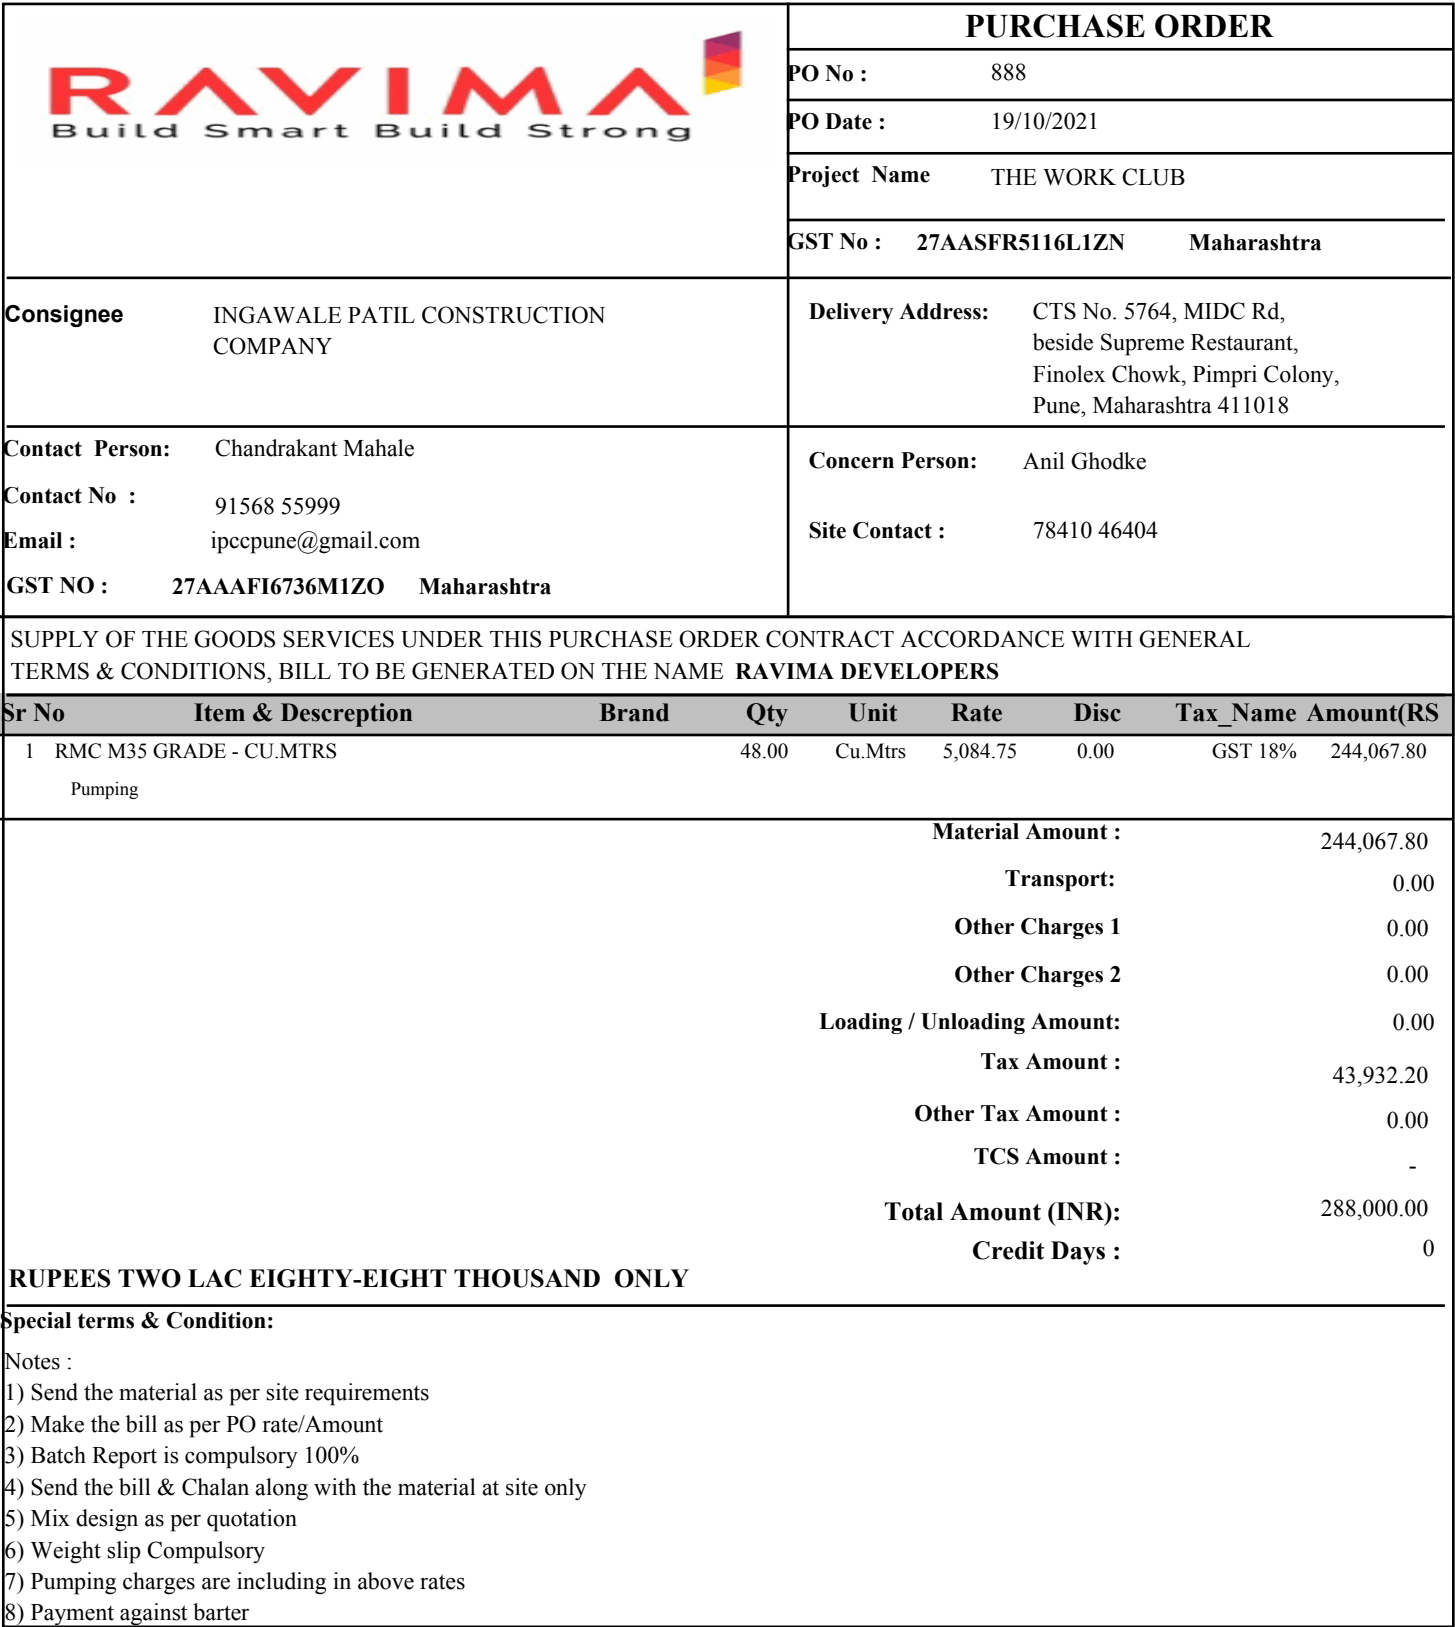 RAVIMA
Build Smart Build Strong
PURCHASE ORDER
PO No : 888
PO Date : 19/10/2021
Project Name THE WORK CLUB
GST No : 27AASFR5116L1ZN Maharashtra
Consignee INGAWALE PATIL CONSTRUCTION
COMPANY
Delivery Address: CTS No. 5764, MIDC Rd,
beside Supreme Restaurant,
Finolex Chowk, Pimpri Colony,
Pune, Maharashtra 411018
Contact Person: Chandrakant Mahale
Contact No : 91568 55999
Email : ipccpune@gmail.com
GST NO : 27AAAFI6736M1ZO Maharashtra
Concern Person: Anil Ghodke
Site Contact : 78410 46404
SUPPLY OF THE GOODS SERVICES UNDER THIS PURCHASE ORDER CONTRACT ACCORDANCE WITH GENERAL
TERMS & CONDITIONS, BILL TO BE GENERATED ON THE NAME RAVIMA DEVELOPERS
Sr No Item & Descreption Brand Qty Unit Rate Disc Tax_Name Amount(RS
1 RMC M35 GRADE - CU.MTRS 48.00 Cu.Mtrs 5,084.75 0.00 GST 18% 244,067.80
Pumping
Material Amount : 244,067.80
Transport: 0.00
Other Charges 1 0.00
Other Charges 2 0.00
Loading / Unloading Amount: 0.00
Tax Amount : 43,932.20
Other Tax Amount : 0.00
TCS Amount : -
Total Amount (INR): 288,000.00
Credit Days : 0
RUPEES TWO LAC EIGHTY-EIGHT THOUSAND ONLY
Special terms & Condition:
Notes :
1) Send the material as per site requirements
2) Make the bill as per PO rate/Amount
3) Batch Report is compulsory 100%
4) Send the bill & Chalan along with the material at site only
5) Mix design as per quotation
6) Weight slip Compulsory
7) Pumping charges are including in above rates
8) Payment against barter